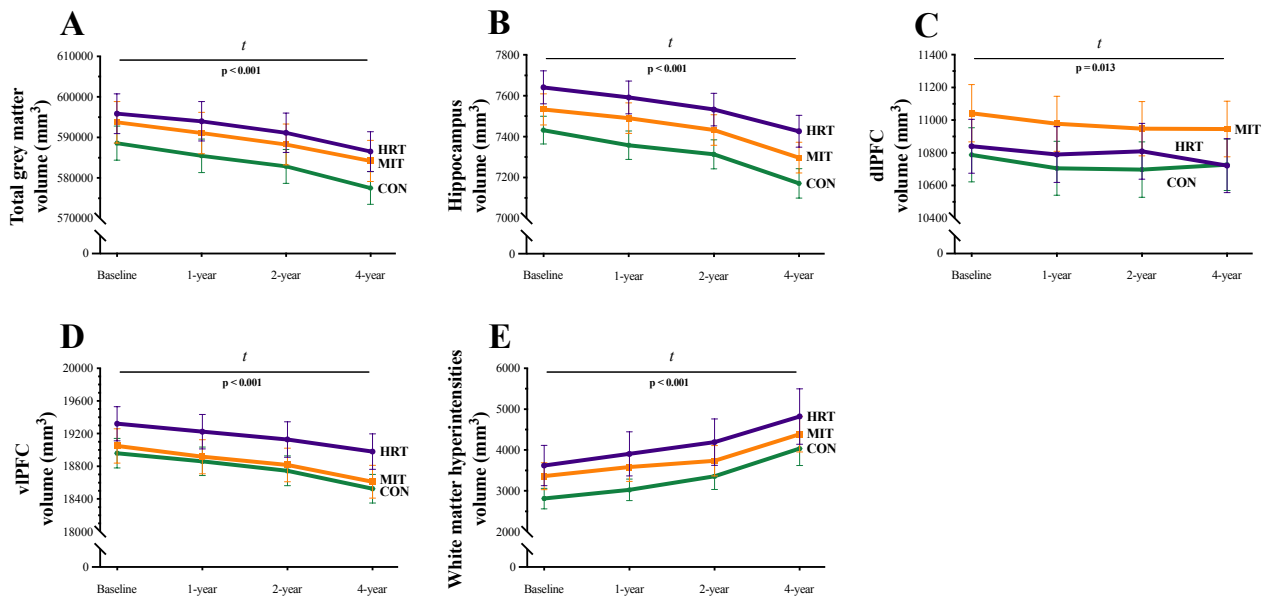 A
t
p < 0.001
Total grey matter
volume (mm³)
610000
600000
590000
580000
570000
0
HRT
MIT
CON
Baseline
1-year
2-year
4-year
B
t
p < 0.001
Hippocampus
volume (mm³)
7800
7600
7400
7200
7000
0
HRT
MIT
CON
Baseline
1-year
2-year
4-year
C
t
p = 0.013
dlPFC
volume (mm³)
11400
11200
11000
10800
10600
10400
0
MIT
HRT
CON
Baseline
1-year
2-year
4-year
D
t
p < 0.001
vlPFC
volume (mm³)
20000
19600
19200
18800
18400
18000
0
HRT
MIT
CON
Baseline
1-year
2-year
4-year
E
t
p < 0.001
White matter hyperintensities
volume (mm³)
6000
5000
4000
3000
2000
0
HRT
MIT
CON
Baseline
1-year
2-year
4-year